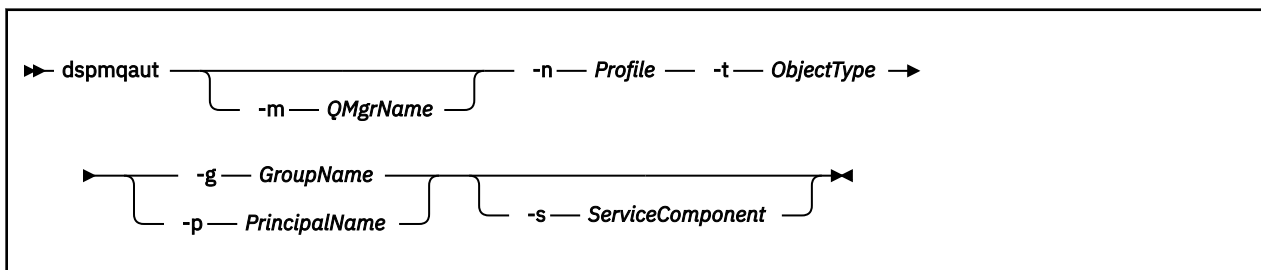 dspmqaut -n Profile -t ObjectType
-m QMgrName
-g GroupName
-p PrincipalName
-s ServiceComponent